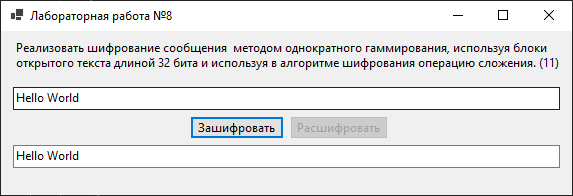 Лабораторная работа №8
Реализовать шифрование сообщения методом однократного гаммирования, используя блоки
открытого текста длиной 32 бита и используя в алгоритме шифрования операцию сложения. (11)
Hello World
Зашифровать Расшифровать
Hello World